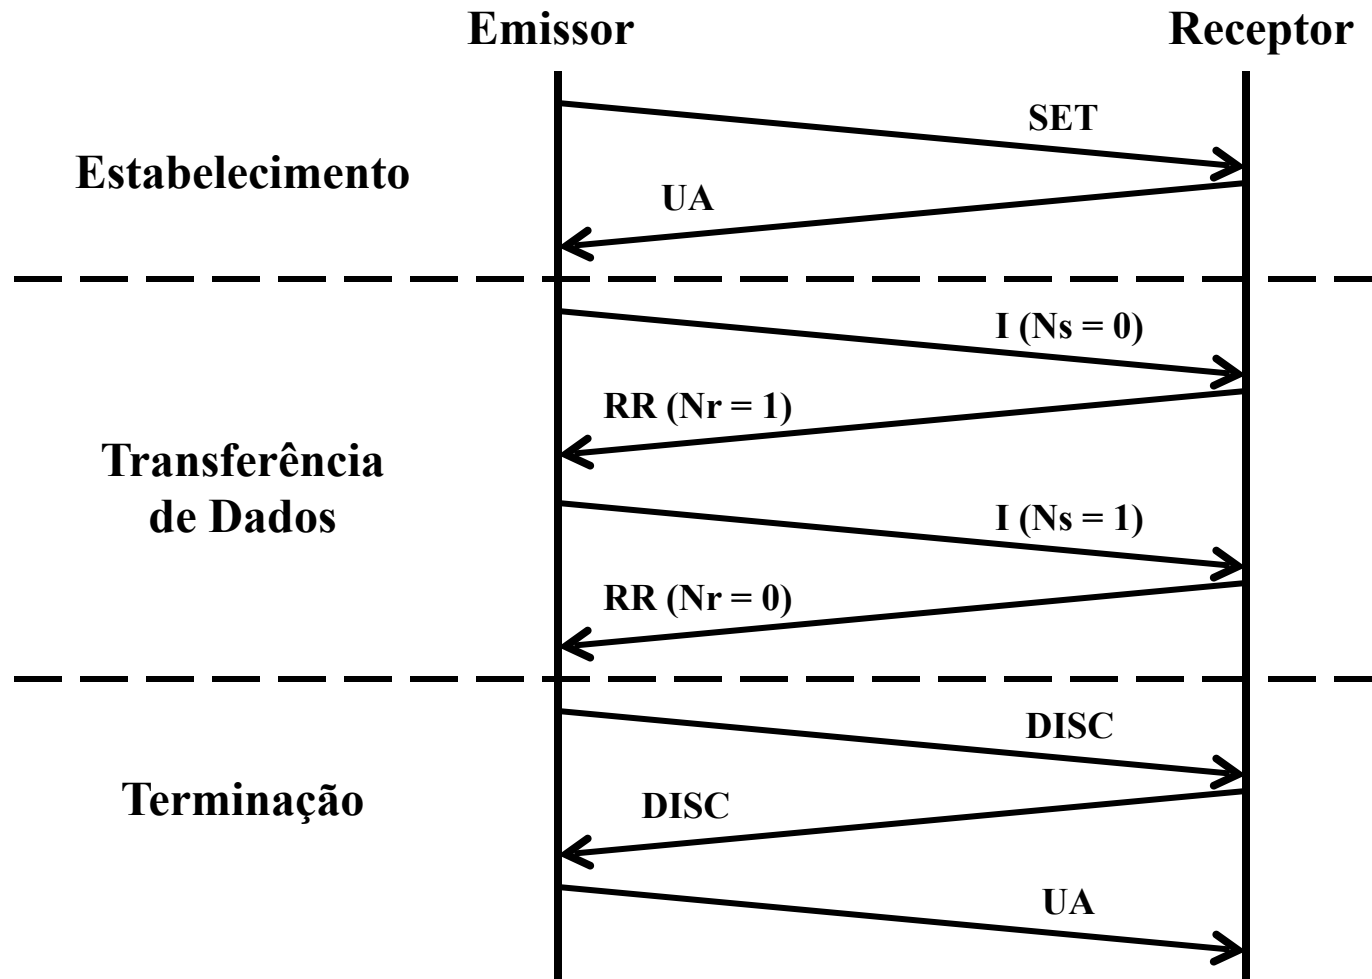 Emissor
Receptor
SET
Estabelecimento
UA
I (Ns = 0)
RR (Nr = 1)
Transferência
de Dados
I (Ns = 1)
RR (Nr = 0)
DISC
Terminação
DISC
UA